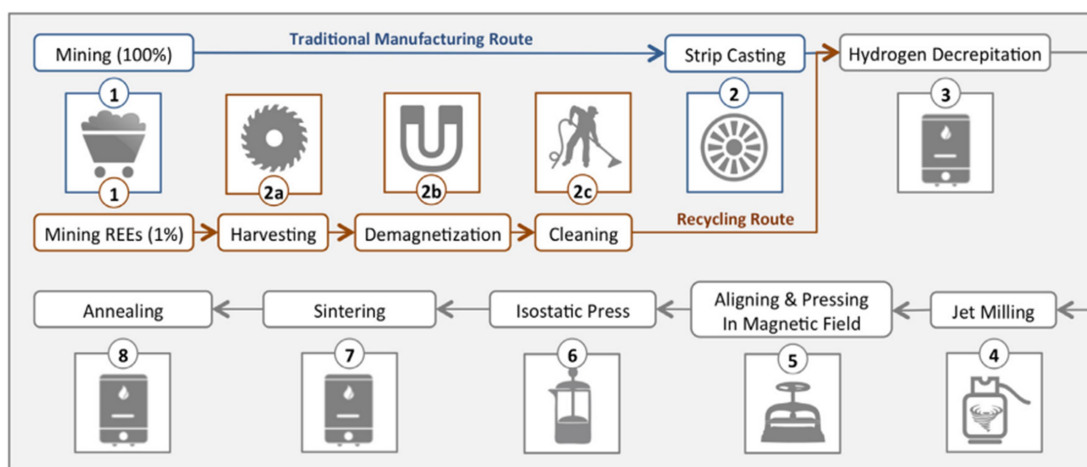 Mining (100%)
Traditional Manufacturing Route
Strip Casting
Hydrogen Decrepitation
1
2
3
1
2a
2b
2c
Mining REEs (1%)
Harvesting
Demagnetization
Cleaning
Recycling Route
Annealing
Sintering
Isostatic Press
Aligning & Pressing
In Magnetic Field
Jet Milling
8
7
6
5
4